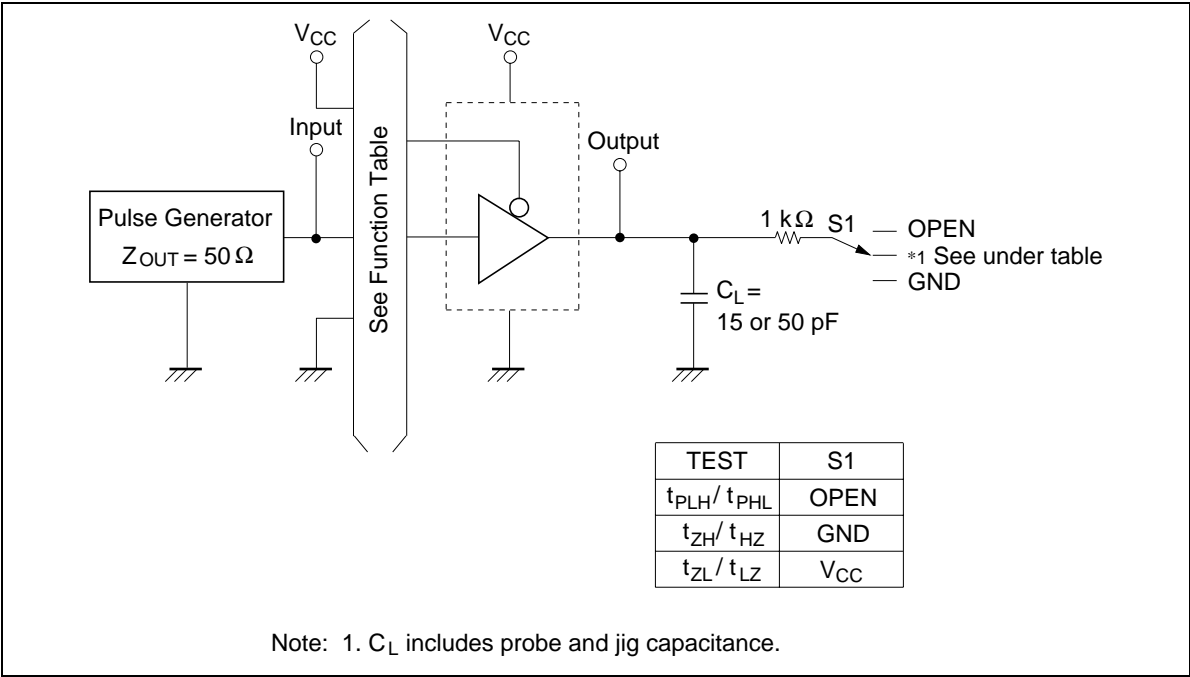 VCC
VCC
Input
Output
See Function Table
Pulse Generator
ZOUT = 50 Ω
1 kΩ S1
OPEN
*1 See under table
GND
CL =
15 or 50 pF
TEST S1
tPLH / tPHL OPEN
tZH / tHZ GND
tZL / tLZ VCC
Note: 1. CL includes probe and jig capacitance.